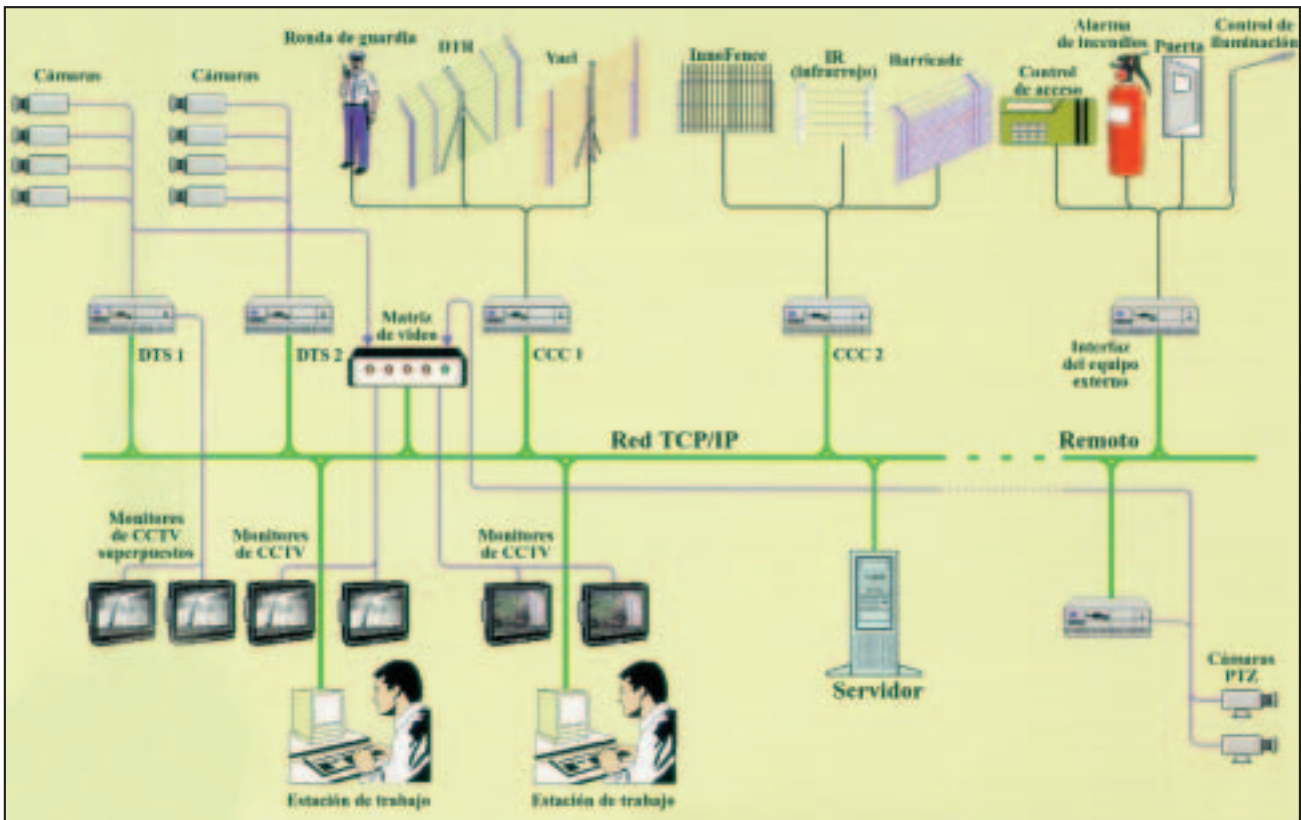 Cámaras
Cámaras
Ronda de guardia
DTR
Yael
InnoFence
IR
(infrarrojo)
Barricade
Control
de acceso
Alarma
de incendios
Puerta
Control de
iluminación
DTS 1
DTS 2
Matriz
de vídeo
CCC 1
CCC 2
Interfaz
del equipo
externo
Red TCP/IP
Remoto
Monitores
de CCTV
superpuestos
Monitores
de CCTV
Monitores
de CCTV
Servidor
Cámaras
PTZ
Estación de trabajo
Estación de trabajo